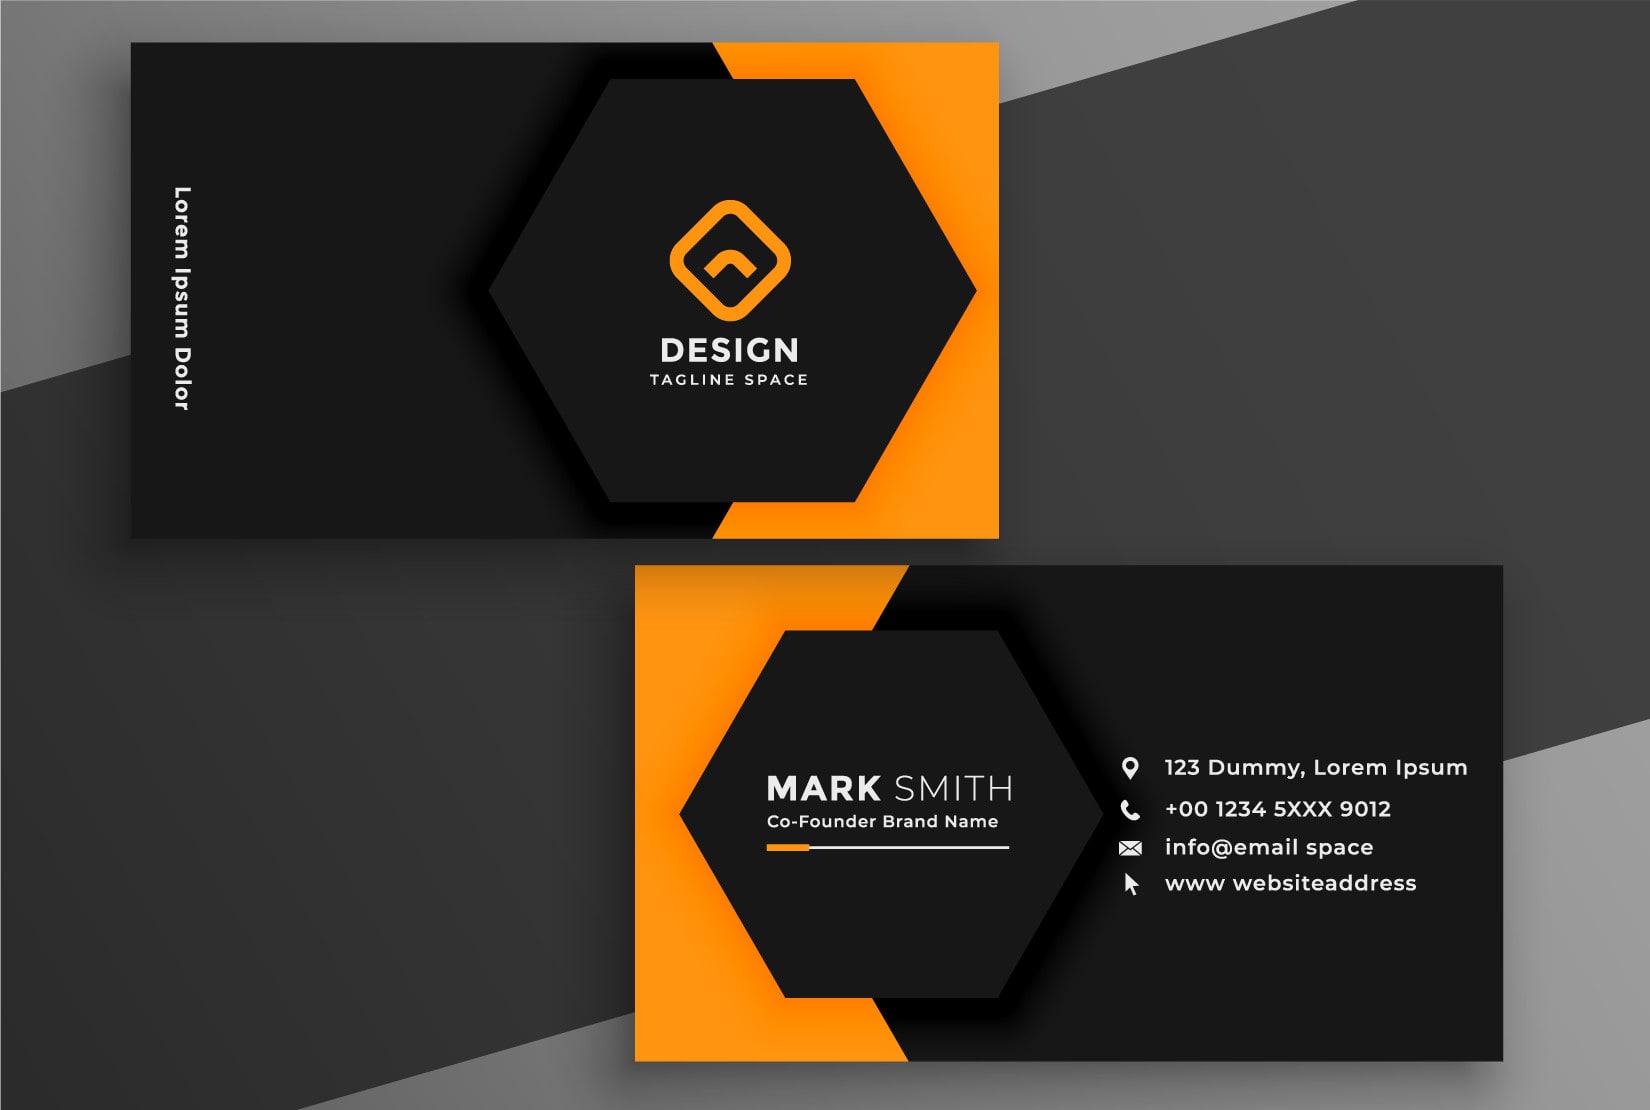 Lorem Ipsum Dolor
DESIGN
TAGLINE SPACE
MARK SMITH
Co-Founder Brand Name
123 Dummy, Lorem Ipsum
+00 1234 5XXX 9012
info@email space
www websiteaddress